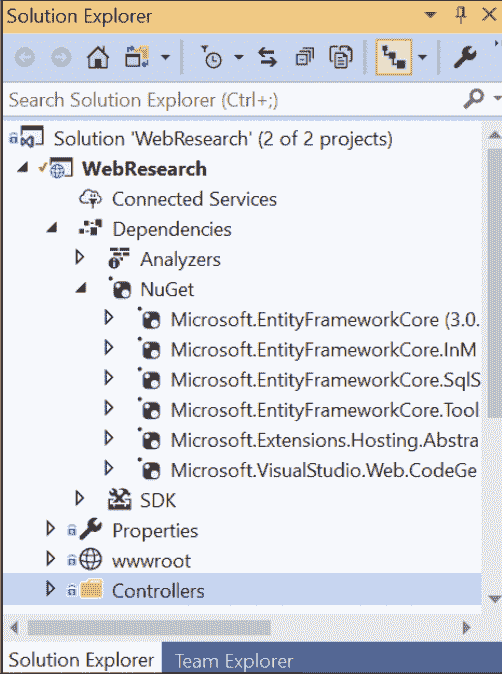 Solution Explorer
Search Solution Explorer (Ctrl+;)
Solution 'WebResearch' (2 of 2 projects)
WebResearch
Connected Services
Dependencies
Analyzers
NuGet
Microsoft.EntityFrameworkCore (3.0.
Microsoft.EntityFrameworkCore.InM
Microsoft.EntityFrameworkCore.SqlS
Microsoft.EntityFrameworkCore.Tool
Microsoft.Extensions.Hosting.Abstra
Microsoft.VisualStudio.Web.CodeGe
SDK
Properties
wwwroot
Controllers
Solution Explorer Team Explorer